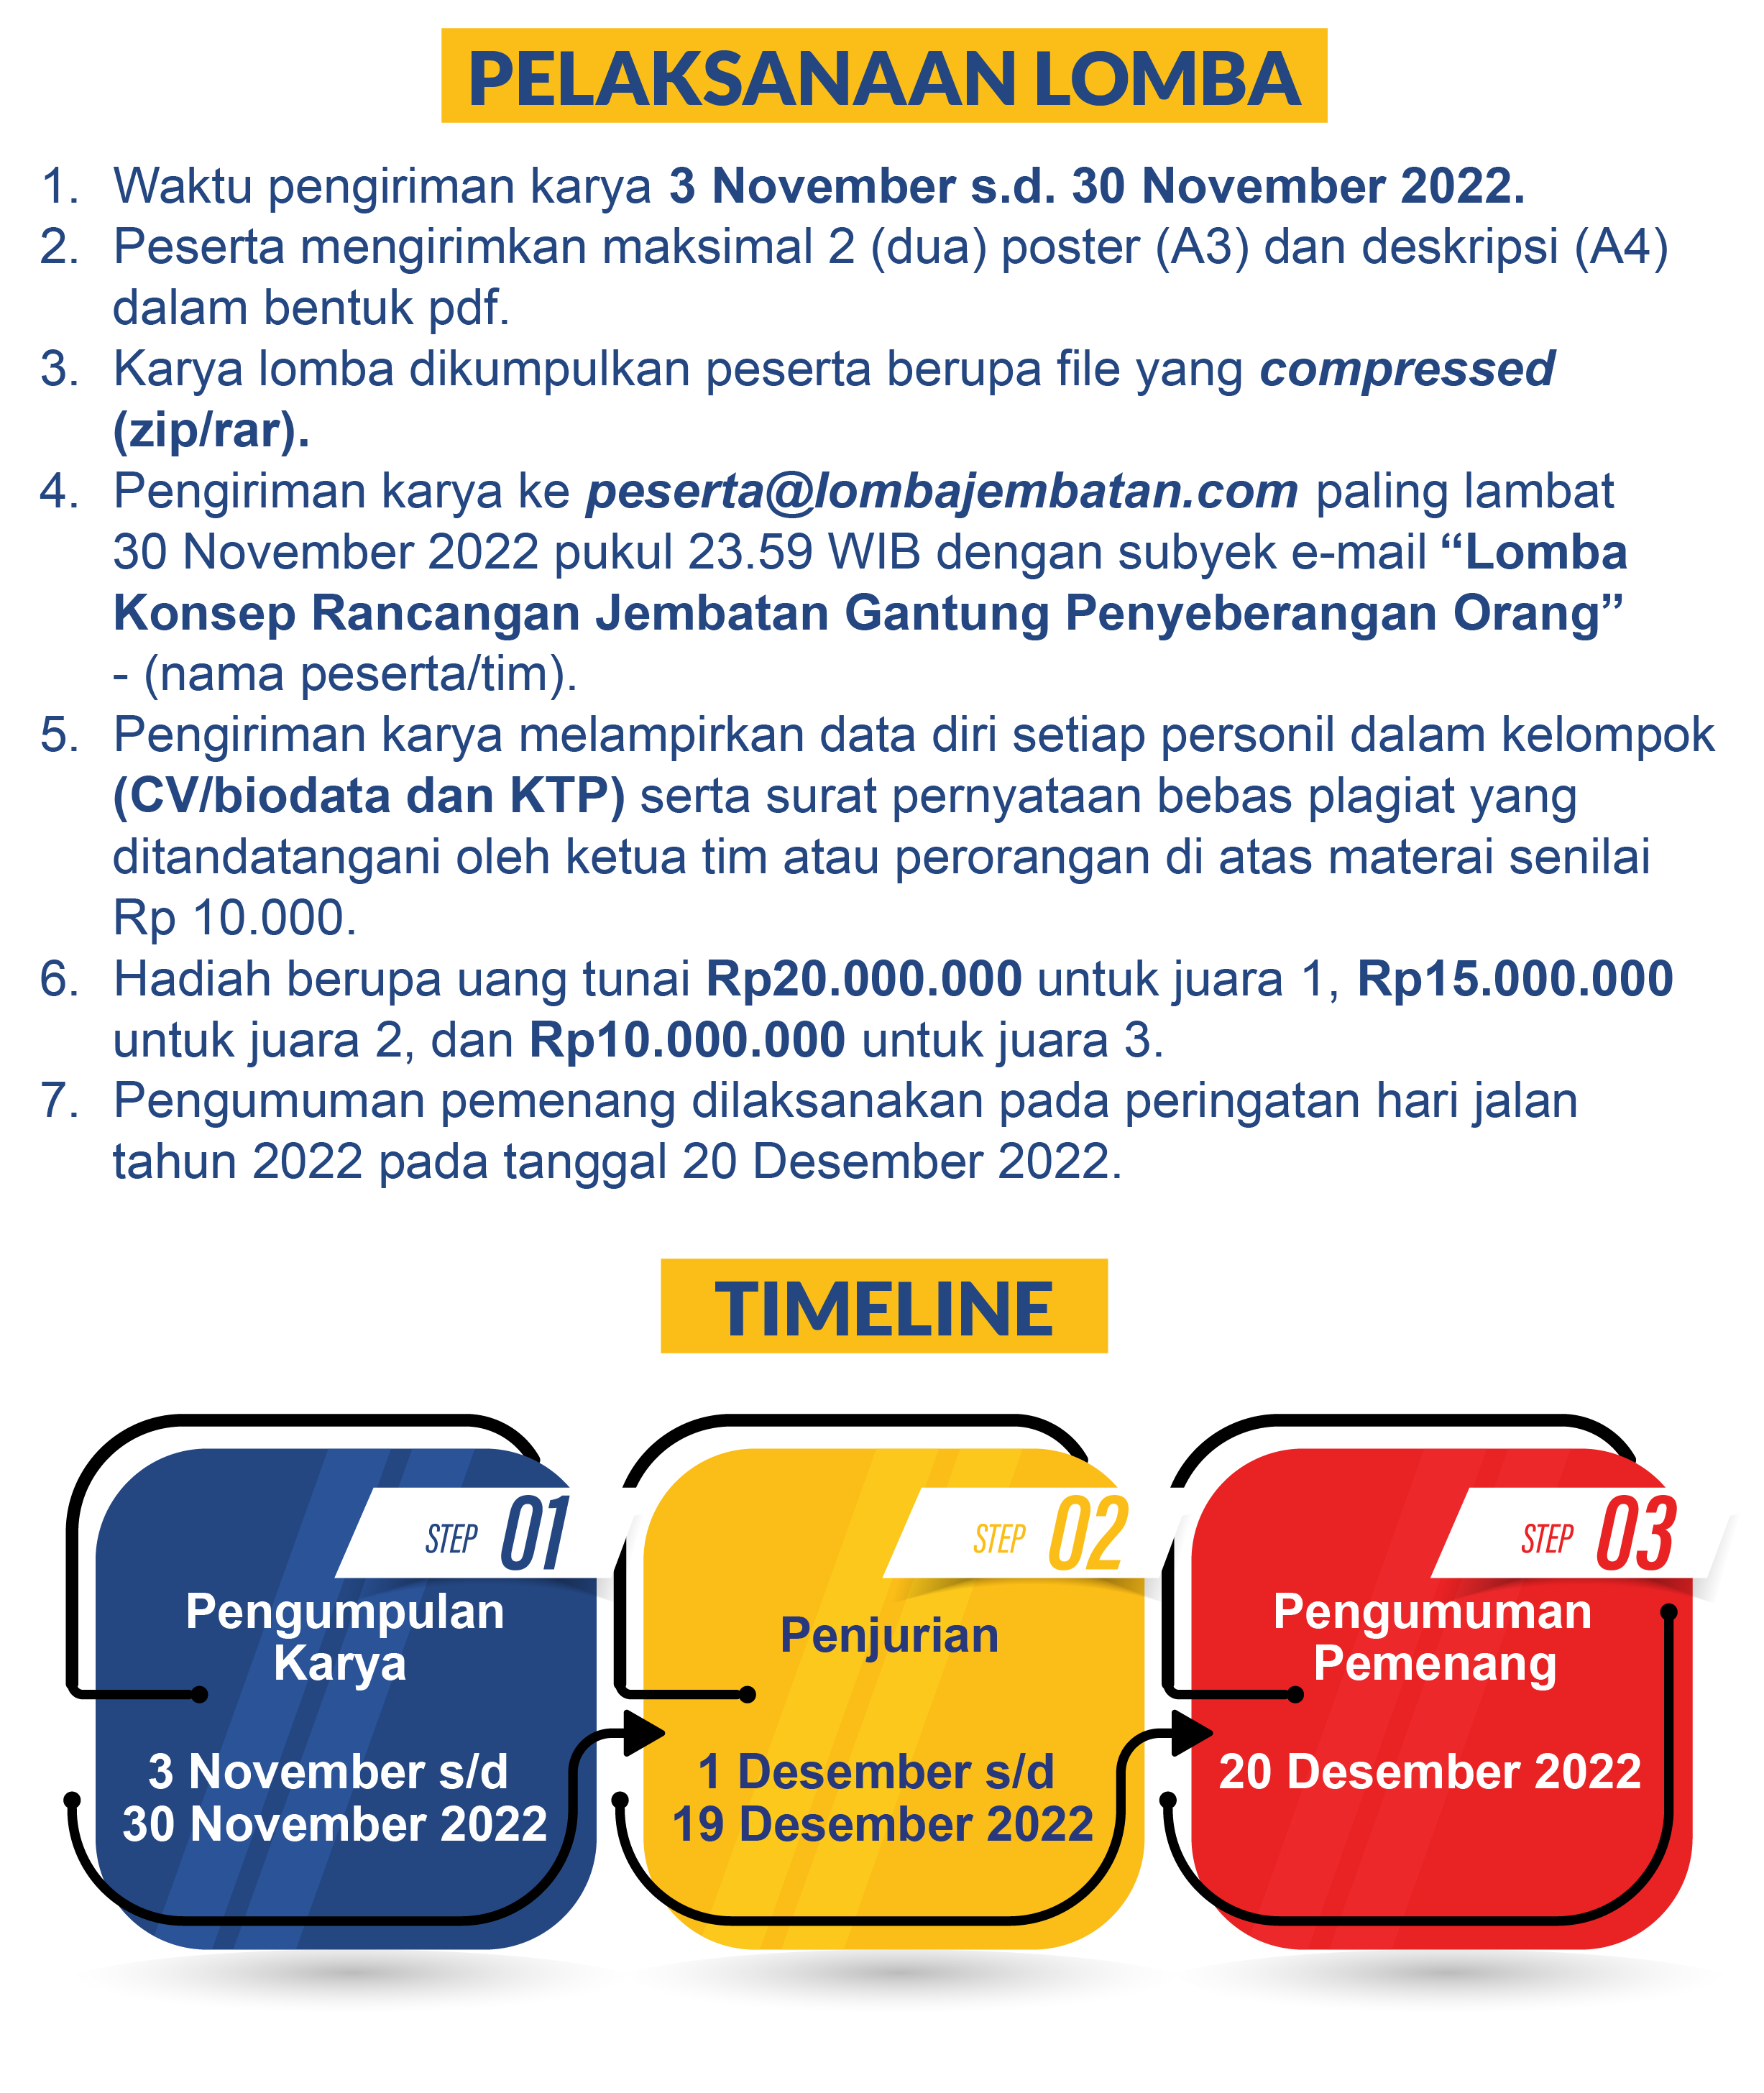 PELAKSANAAN LOMBA
1. Waktu pengiriman karya 3 November s.d. 30 November 2022.
2. Peserta mengirimkan maksimal 2 (dua) poster (A3) dan deskripsi (A4)
dalam bentuk pdf.
3. Karya lomba dikumpulkan peserta berupa file yang compressed
(zip/rar).
4. Pengiriman karya ke peserta@lombajembatan.com paling lambat
30 November 2022 pukul 23.59 WIB dengan subyek e-mail “Lomba
Konsep Rancangan Jembatan Gantung Penyeberangan Orang”
- (nama peserta/tim).
5. Pengiriman karya melampirkan data diri setiap personil dalam kelompok
(CV/biodata dan KTP) serta surat pernyataan bebas plagiat yang
ditandatangani oleh ketua tim atau perorangan di atas materai senilai
Rp 10.000.
6. Hadiah berupa uang tunai Rp20.000.000 untuk juara 1, Rp15.000.000
untuk juara 2, dan Rp10.000.000 untuk juara 3.
7. Pengumuman pemenang dilaksanakan pada peringatan hari jalan
tahun 2022 pada tanggal 20 Desember 2022.
TIMELINE
STEP 01
Pengumpulan
Karya
3 November s/d
30 November 2022
STEP 02
Penjurian
1 Desember s/d
19 Desember 2022
STEP 03
Pengumuman
Pemenang
20 Desember 2022